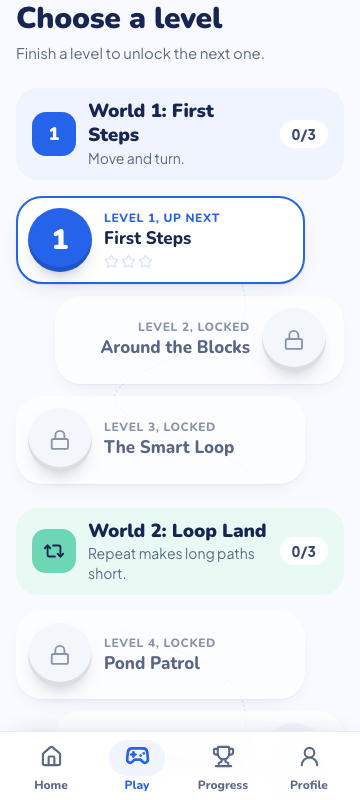 Choose a level
Finish a level to unlock the next one.
1
World 1: First
Steps
Move and turn.
0/3
1
LEVEL 1, UP NEXT
First Steps
LEVEL 2, LOCKED
Around the Blocks
LEVEL 3, LOCKED
The Smart Loop
World 2: Loop Land
Repeat makes long paths
short.
0/3
LEVEL 4, LOCKED
Pond Patrol
Home
Play
Progress
Profile